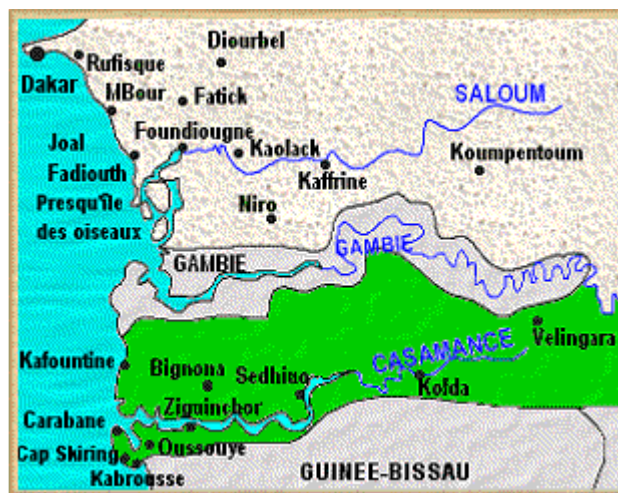 Diourbel
Rufisque
Dakar
MBour
Fatick
SALOUM
Foundiougne
Joal
Fadiouth
Kaolack
Kaffrine
Koumpentoum
Presqu'île
des oiseaux
Niro
GAMBIE
GAMBIE
Velingara
CASAMANCE
Kafountine
Bignona
Sedhiuo
Kolda
Ziguinchor
Carabane
Oussouye
Cap Skiring
Kabrousse
GUINEE-BISSAU